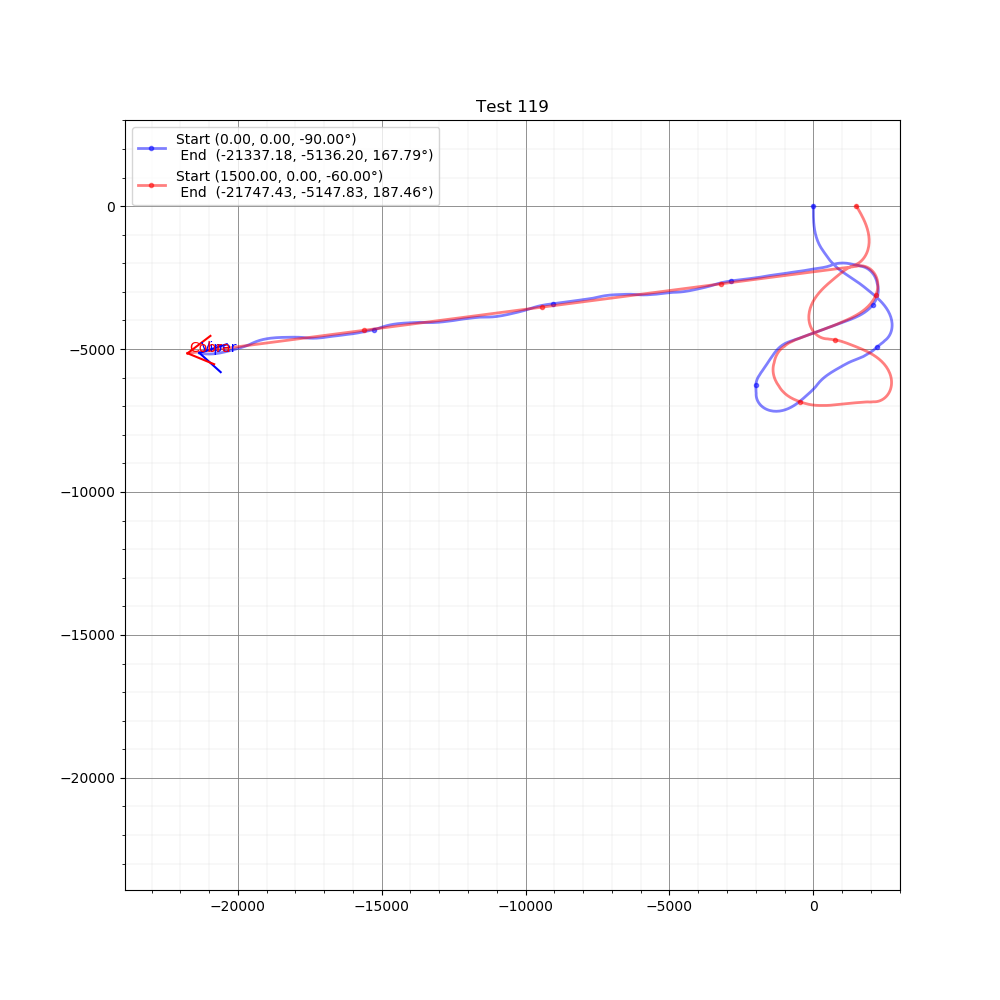 Test 119
Start (0.00, 0.00, -90.00°)
End  (-21337.18, -5136.20, 167.79°)
Start (1500.00, 0.00, -60.00°)
End  (-21747.43, -5147.83, 187.46°)
0
−5000
−10000
−15000
−20000
−20000
−15000
−10000
−5000
0